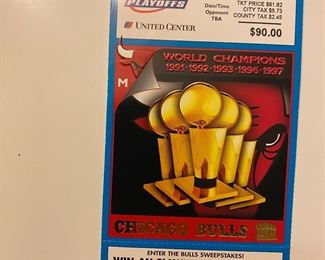 PLAYOFFS
UNITED CENTER
Date/Time
Opponent
TBA
TKT PRICE $81.82
CITY TAX $5.73
COUNTY TAX $2.45
$90.00
WORLD CHAMPIONS
1991-1992-1993-1996-1997
M
CHICAGO BULLS
ENTER THE BULLS SWEEPSTAKES!